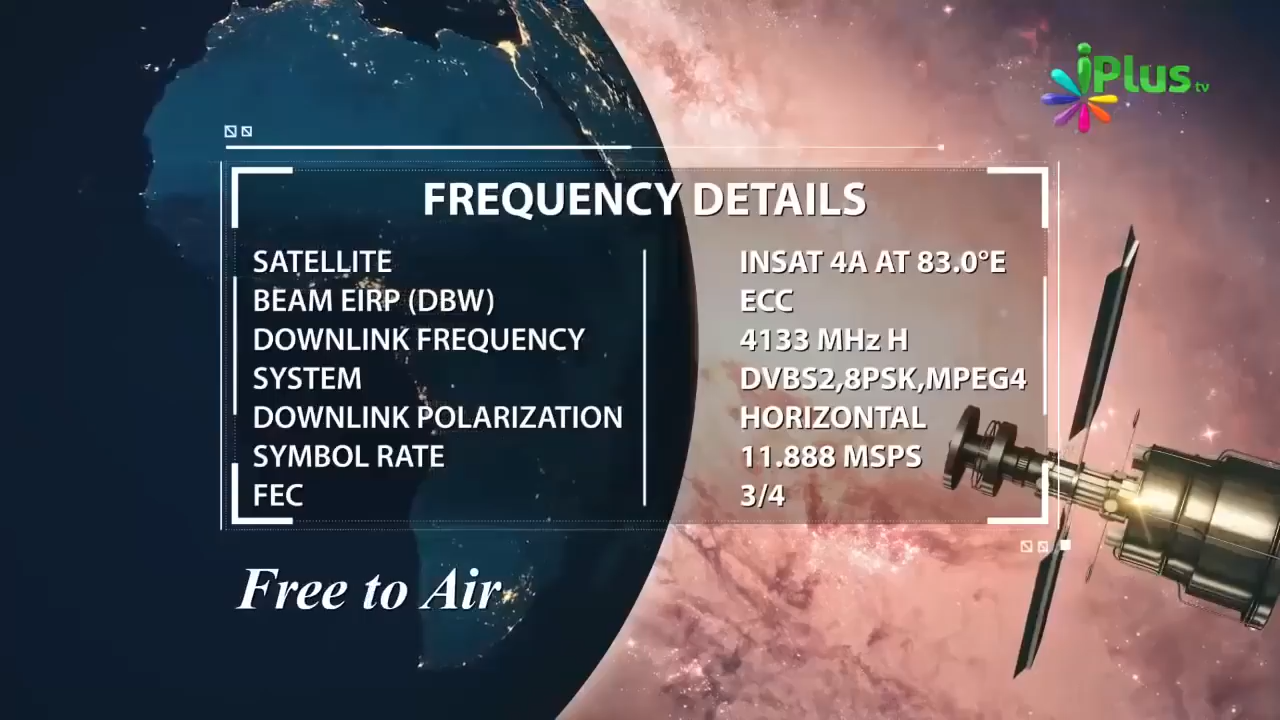 iPlus tv
FREQUENCY DETAILS
SATELLITE INSAT 4A AT 83.0°E
BEAM EIRP (DBW) ECC
DOWNLINK FREQUENCY 4133 MHz H
SYSTEM DVBS2,8PSK,MPEG4
DOWNLINK POLARIZATION HORIZONTAL
SYMBOL RATE 11.888 MSPS
FEC 3/4
Free to Air